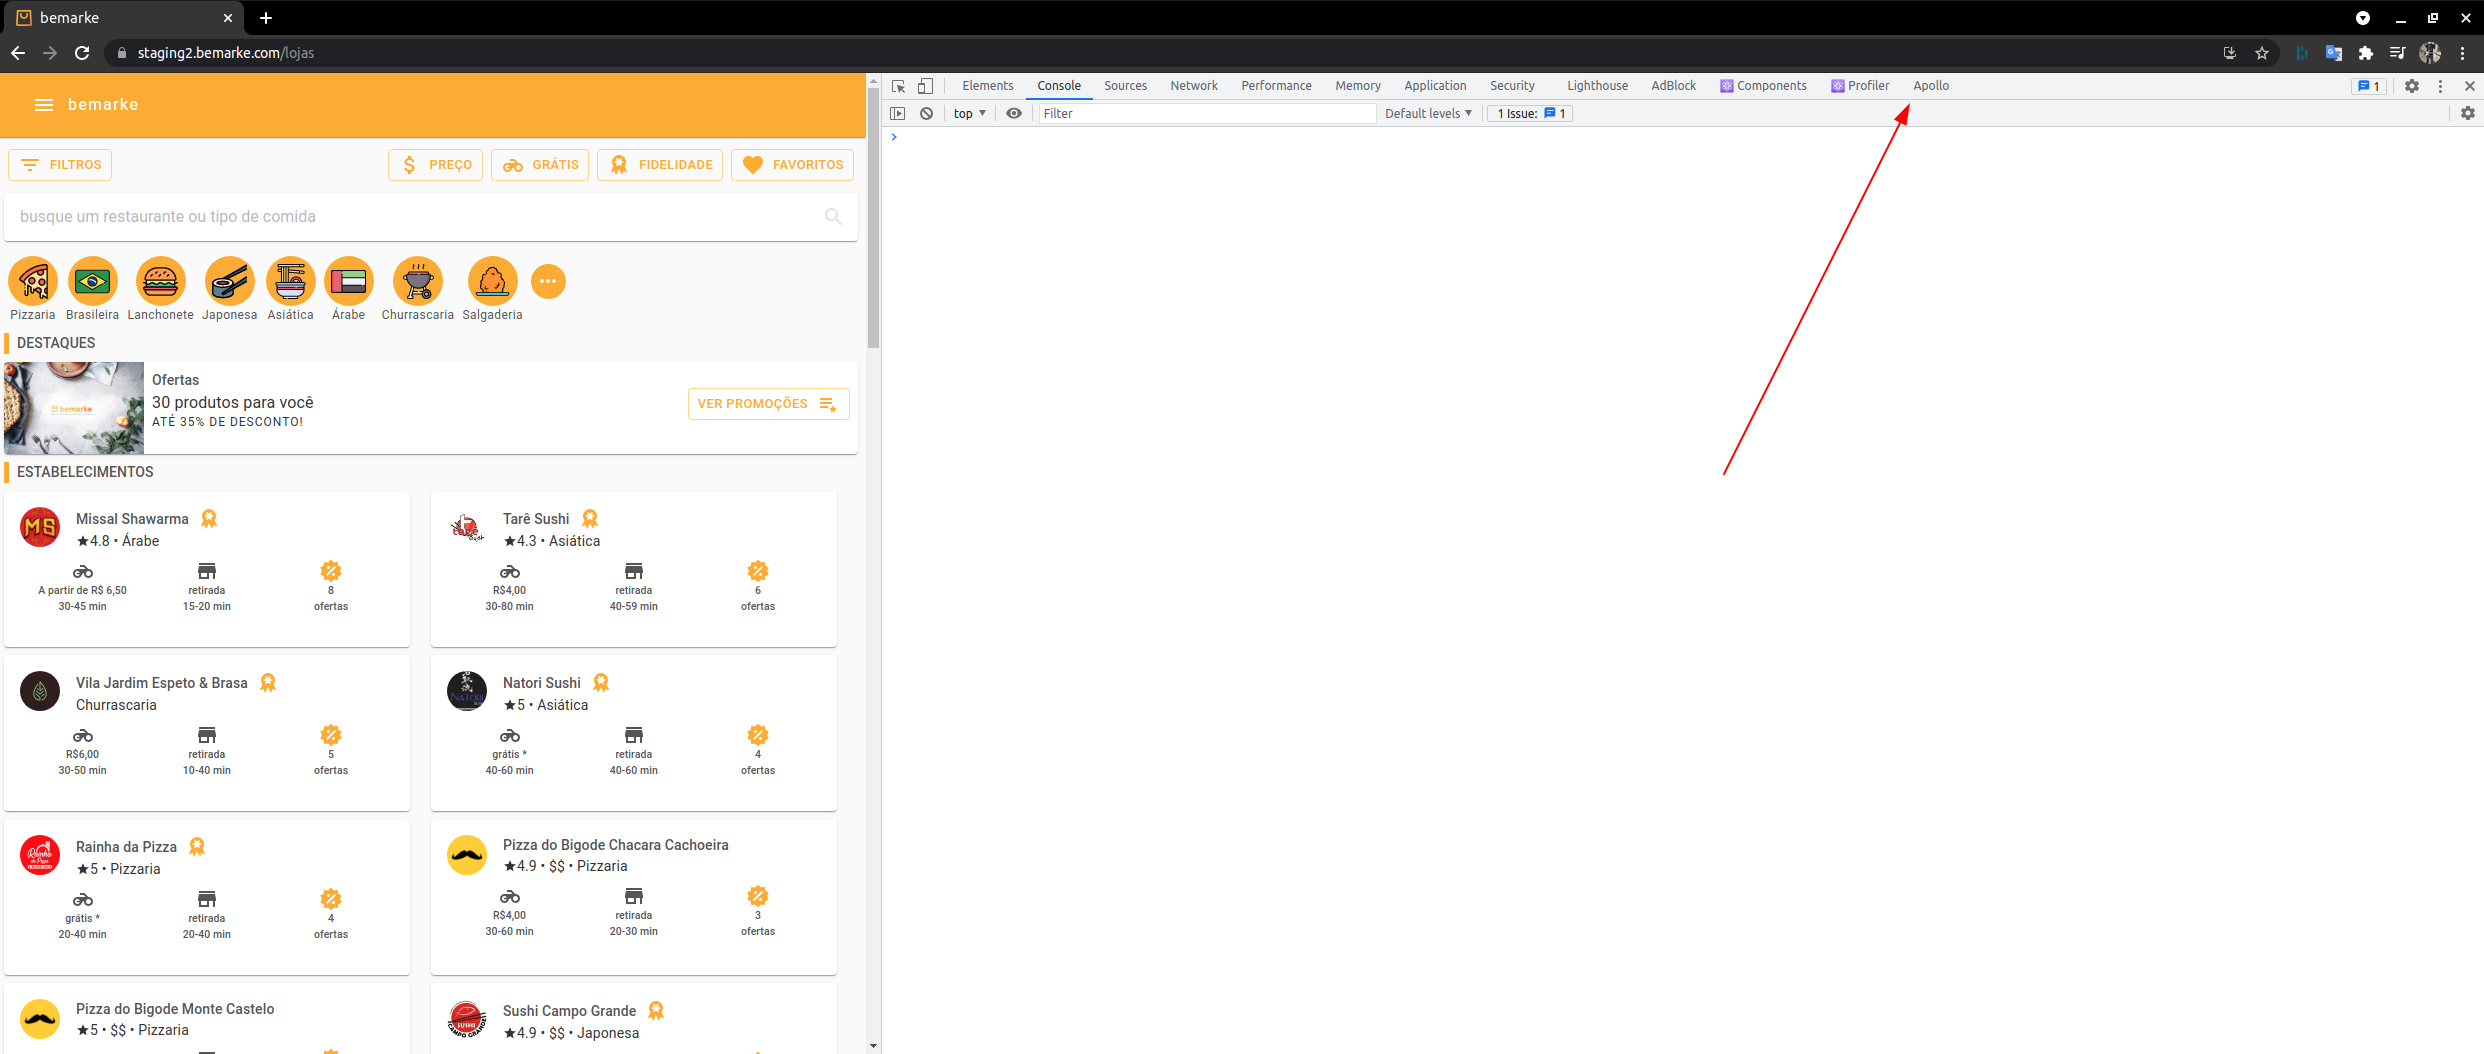 bemarke
staging2.bemarke.com/lojas
bemarke
FILTROS PREÇO GRÁTIS FIDELIDADE FAVORITOS
busque um restaurante ou tipo de comida
Pizzaria Brasileira Lanchonete Japonesa Asiática Árabe Churrascaria Salgaderia
DESTAQUES
bemarke
Ofertas
30 produtos para você
ATÉ 35% DE DESCONTO!
VER PROMOÇÕES
ESTABELECIMENTOS
MS
Missal Shawarma
★4.8 • Árabe
A partir de R$ 6,50 retirada 8
30-45 min 15-20 min ofertas
Tarê Sushi
★4.3 • Asiática
R$4,00 retirada 6
30-80 min 40-59 min ofertas
Vila Jardim Espeto & Brasa
Churrascaria
R$6,00 retirada 5
30-50 min 10-40 min ofertas
NATORI
Natori Sushi
★5 • Asiática
grátis * retirada 4
40-60 min 40-60 min ofertas
Rainha da Pizza
★5 • Pizzaria
grátis * retirada 4
20-40 min 20-40 min ofertas
Pizza do Bigode Chacara Cachoeira
★4.9 • $$ • Pizzaria
R$4,00 retirada 3
30-60 min 20-30 min ofertas
Pizza do Bigode Monte Castelo
★5 • $$ • Pizzaria
SUSHI
CAMPO GRANDE
Sushi Campo Grande
★4.9 • $$ • Japonesa
Elements Console Sources Network Performance Memory Application Security Lighthouse AdBlock Components Profiler Apollo 1
top Filter Default levels 1 Issue: 1